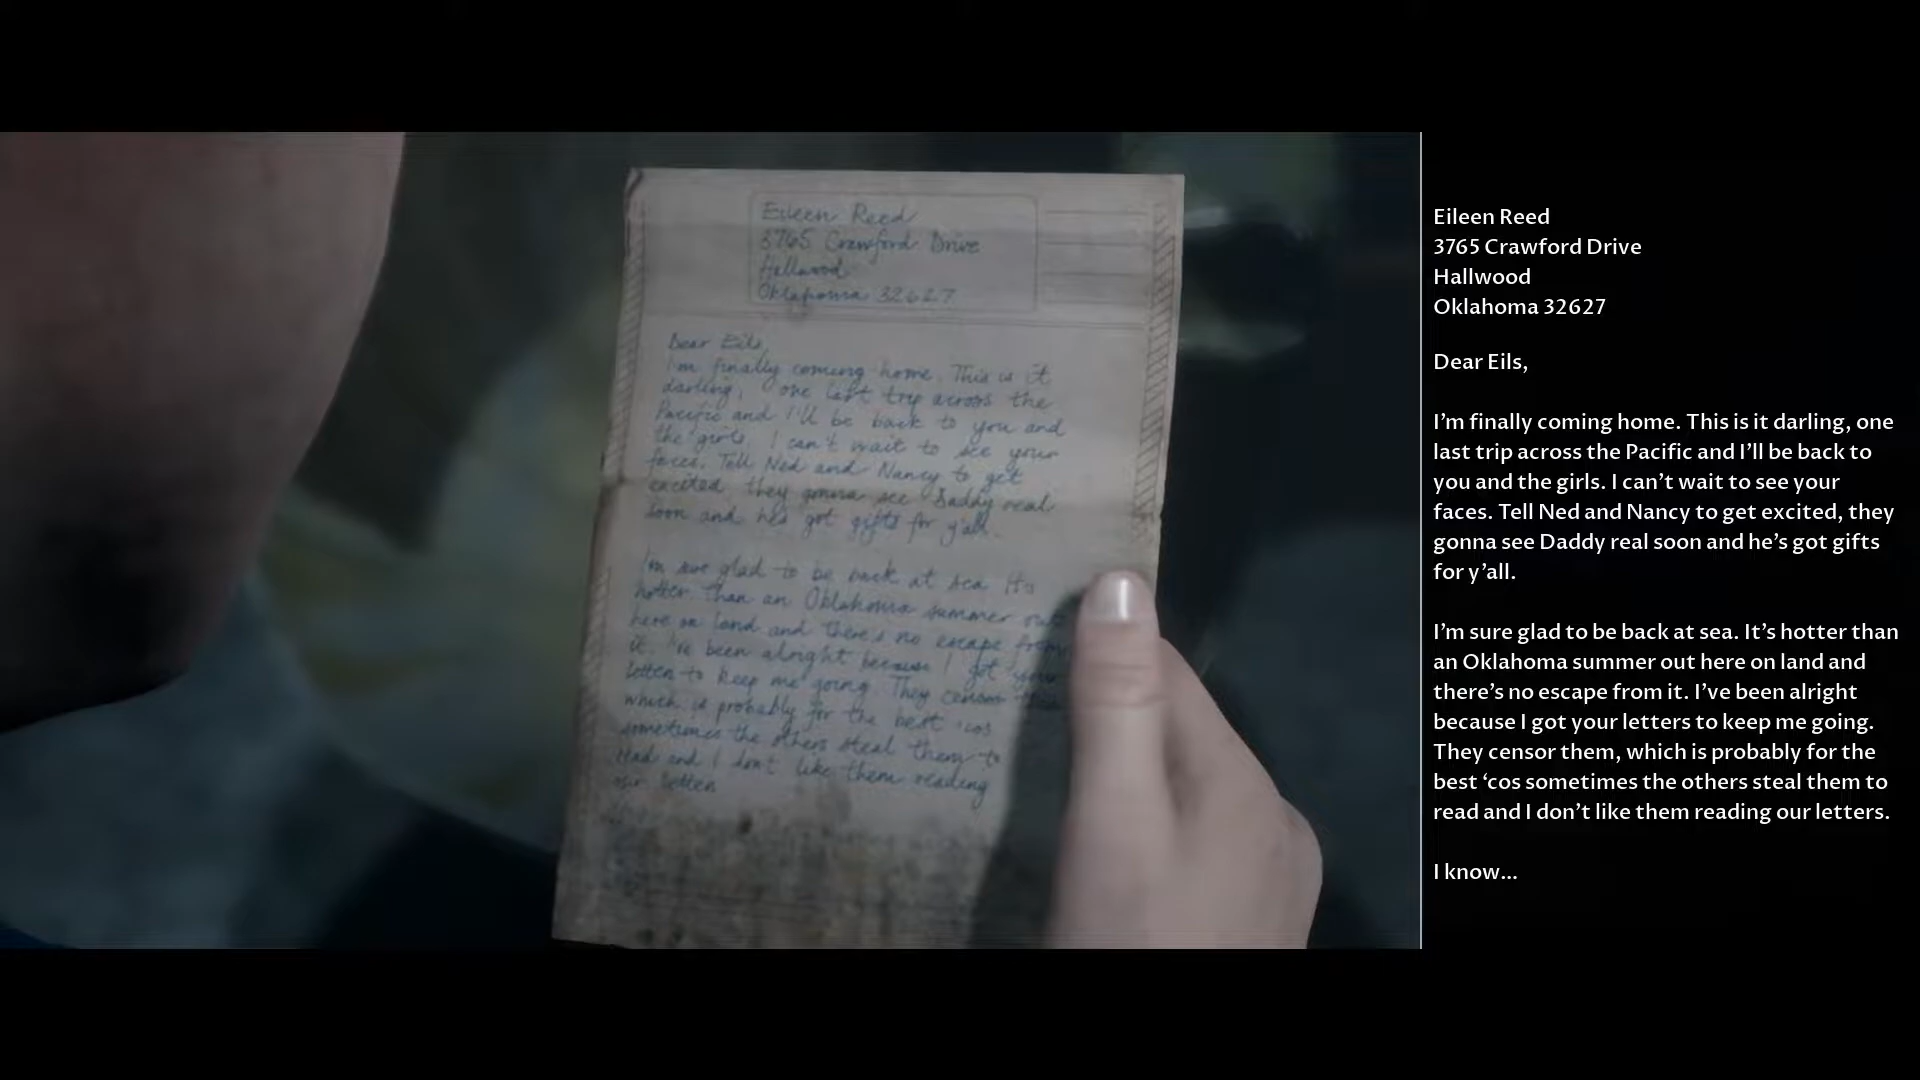 Eileen Reed
3765 Crawford Drive
Hallwood
Oklahoma 32627
Dear Eils,
I'm finally coming home. This is it
darling, one last trip across the
Pacific and I'll be back to you and
the girls. I can't wait to see your
faces. Tell Ned and Nancy to get
excited, they gonna see Daddy real
soon and he's got gifts for y'all.
I'm sure glad to be back at sea. It's
hotter than an Oklahoma summer out
here on land and there's no escape from
it. I've been alright because I got your
letters to keep me going. They censor
which is probably for the best 'cos
sometimes the others steal them to
read and I don't like them reading
our letters
Eileen Reed
3765 Crawford Drive
Hallwood
Oklahoma 32627
Dear Eils,
I'm finally coming home. This is it darling, one
last trip across the Pacific and I'll be back to
you and the girls. I can't wait to see your
faces. Tell Ned and Nancy to get excited, they
gonna see Daddy real soon and he's got gifts
for y'all.
I'm sure glad to be back at sea. It's hotter than
an Oklahoma summer out here on land and
there's no escape from it. I've been alright
because I got your letters to keep me going.
They censor them, which is probably for the
best ‘cos sometimes the others steal them to
read and I don't like them reading our letters.
I know...